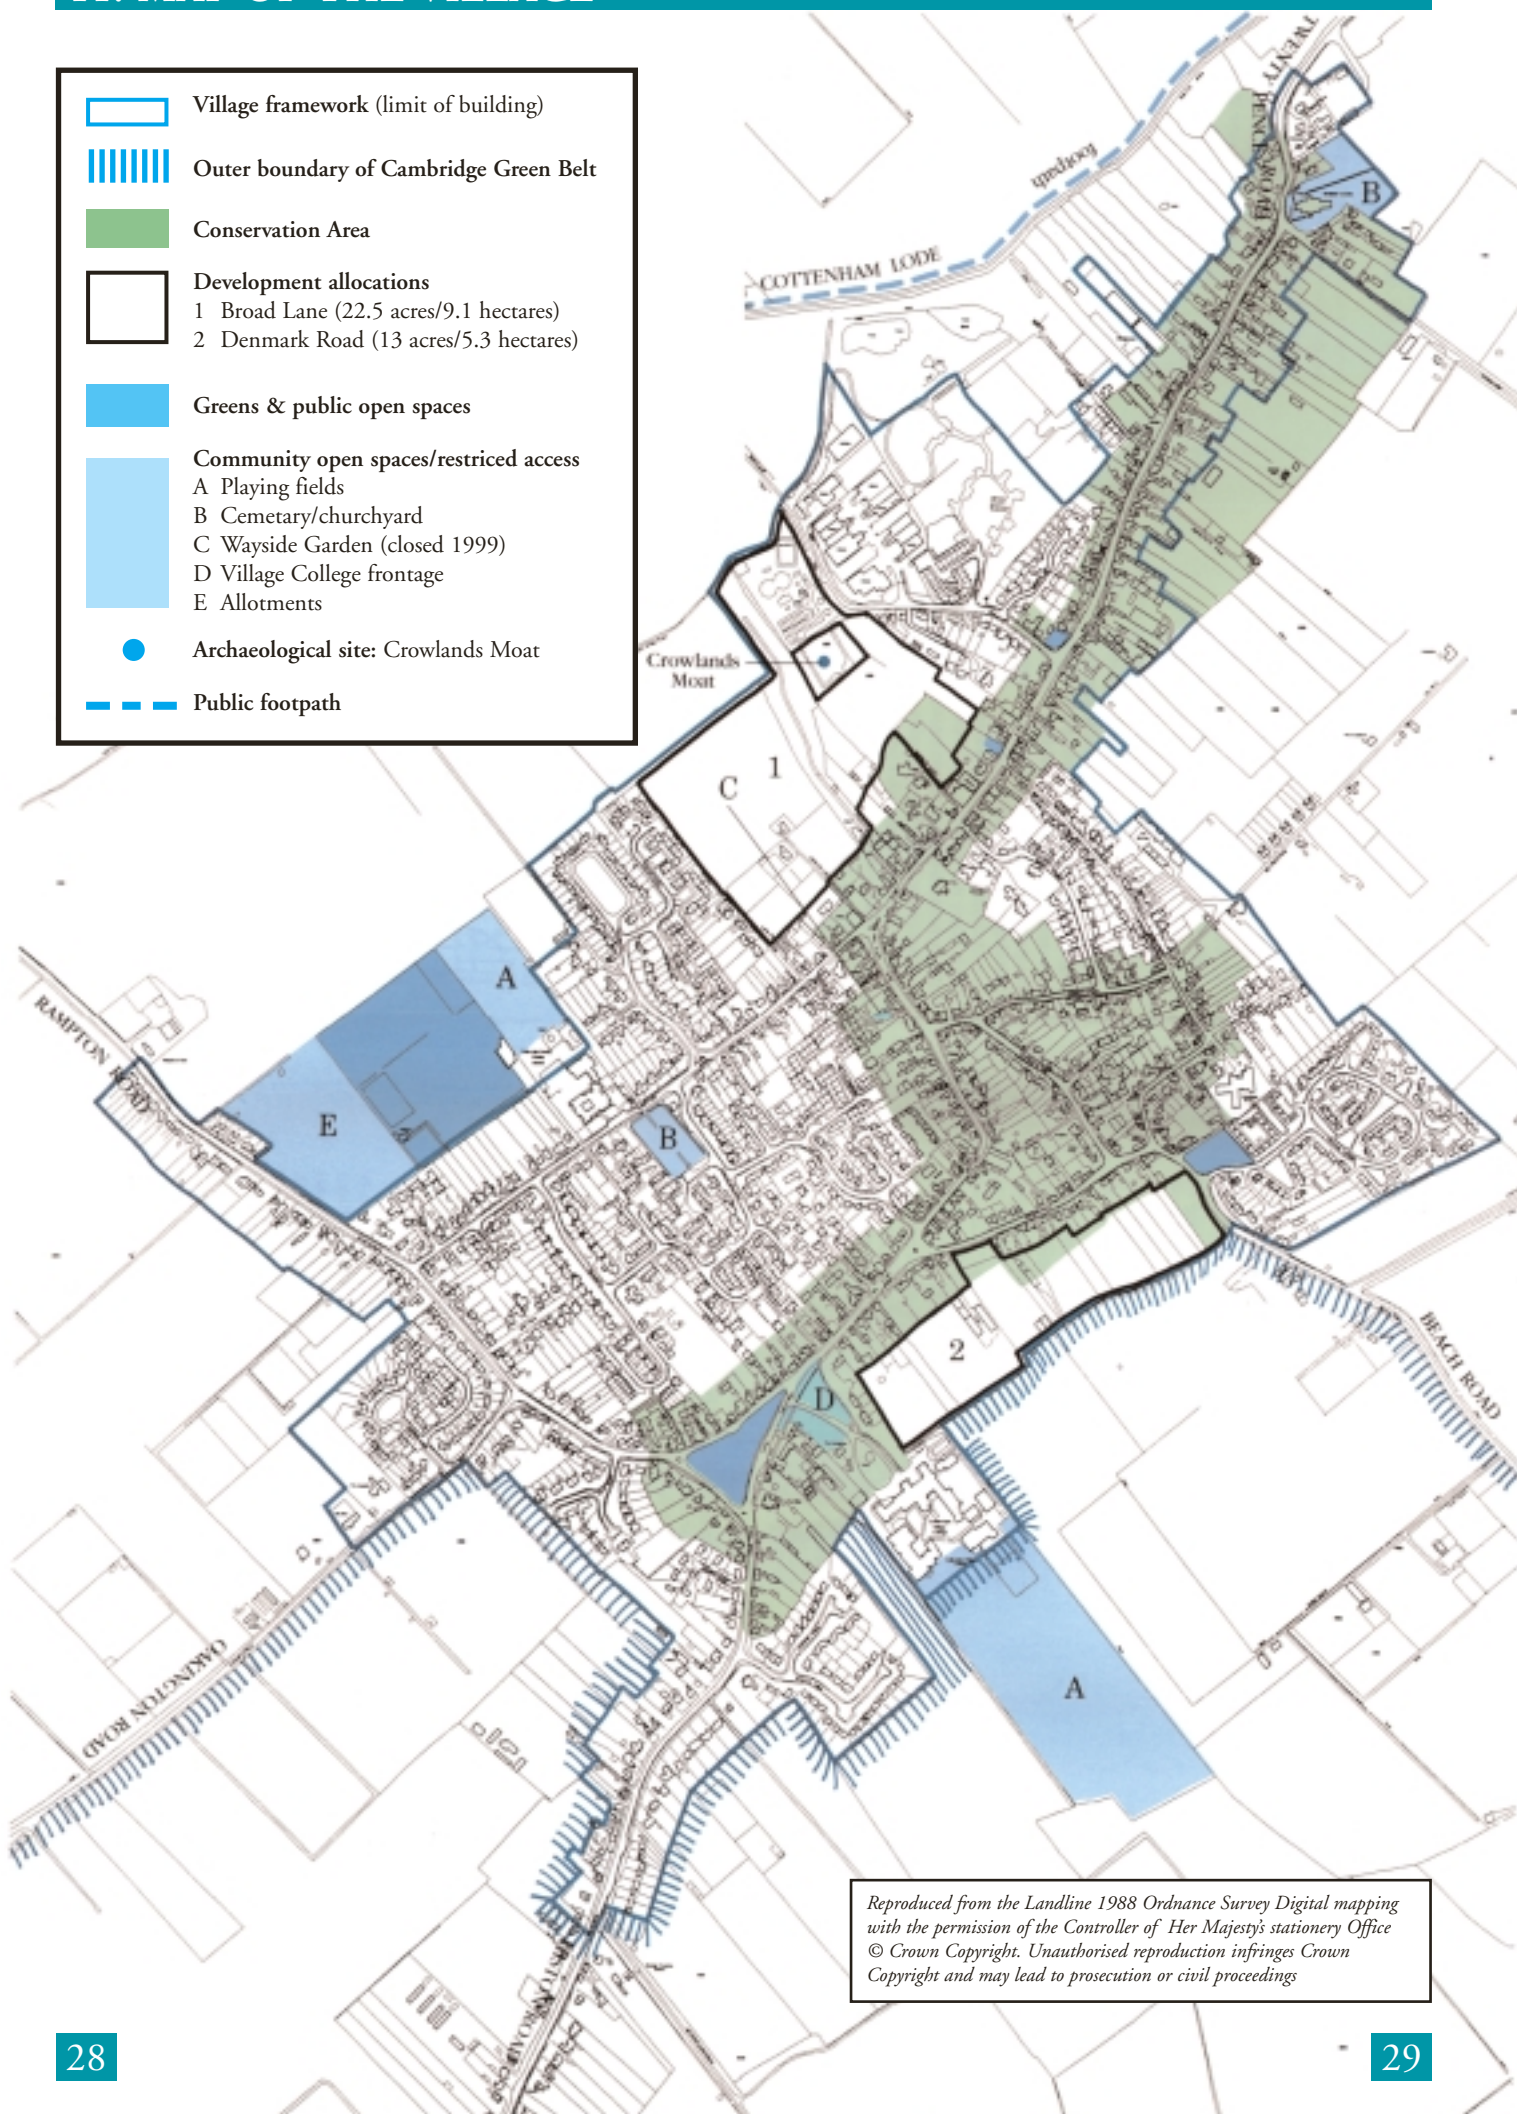 Village framework (limit of building)
Outer boundary of Cambridge Green Belt
Conservation Area
Development allocations
1 Broad Lane (22.5 acres/9.1 hectares)
2 Denmark Road (13 acres/5.3 hectares)
Greens & public open spaces
Community open spaces/restriced access
A Playing fields
B Cemetary/churchyard
C Wayside Garden (closed 1999)
D Village College frontage
E Allotments
Archaeological site: Crowlands Moat
Public footpath
TWENTY PENCE ROAD
footpath
B
COTTENHAM LODE
Crowlands
Moat
1
C
A
RAMPTON ROAD
E
B
2
BEACH ROAD
D
A
OAKINGTON ROAD
ROAD
Reproduced from the Landline 1988 Ordnance Survey Digital mapping
with the permission of the Controller of Her Majesty's stationery Office
© Crown Copyright. Unauthorised reproduction infringes Crown
Copyright and may lead to prosecution or civil proceedings
28
29